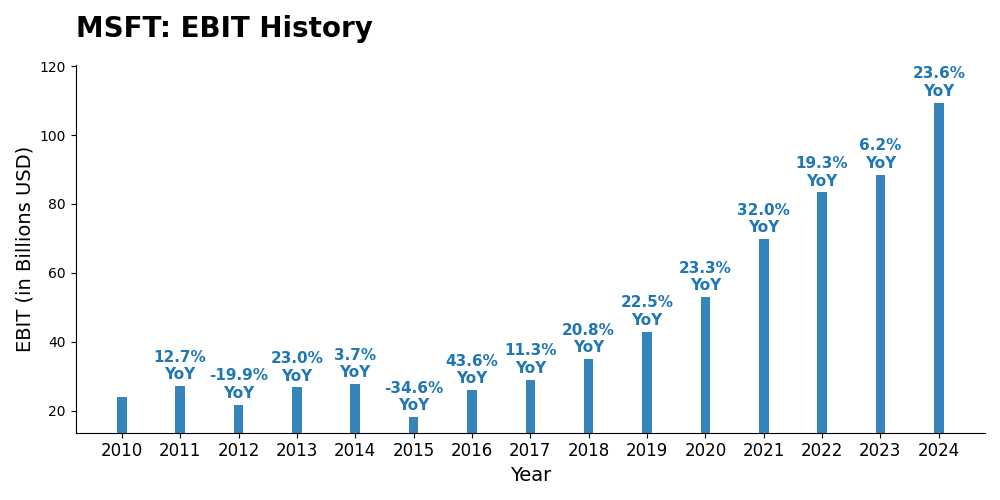 MSFT: EBIT History
EBIT (in Billions USD)
120
100
80
60
40
20
12.7%
YoY
-19.9%
YoY
23.0%
YoY
3.7%
YoY
-34.6%
YoY
43.6%
YoY
11.3%
YoY
20.8%
YoY
22.5%
YoY
23.3%
YoY
32.0%
YoY
19.3%
YoY
6.2%
YoY
23.6%
YoY
2010 2011 2012 2013 2014 2015 2016 2017 2018 2019 2020 2021 2022 2023 2024
Year